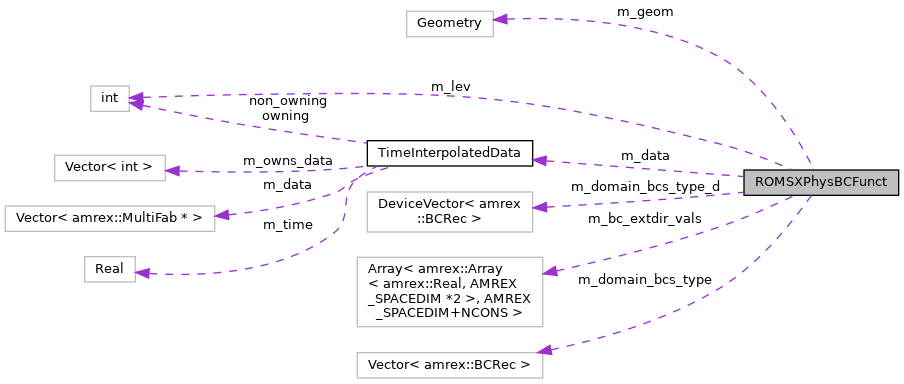 m_geom
Geometry
m_lev
int
non_owning
owning
TimeInterpolatedData
m_data
m_owns_data
Vector< int >
ROMSXPhysBCFunct
m_data
m_domain_bcs_type_d
DeviceVector< amrex
::BCRec >
Vector< amrex::MultiFab * >
m_bc_extdir_vals
m_time
Real
Array< amrex::Array
< amrex::Real, AMREX
_SPACEDIM *2 >, AMREX
_SPACEDIM+NCONS >
m_domain_bcs_type
Vector< amrex::BCRec >